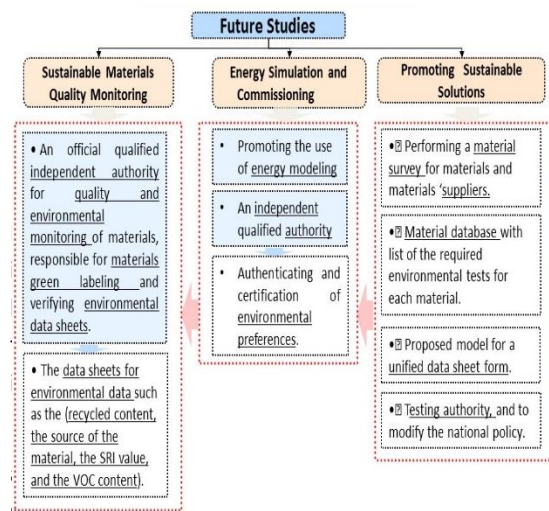 Future Studies
Sustainable Materials
Quality Monitoring
• An official qualified
independent authority
for quality and
environmental
monitoring of materials,
responsible for materials
green labeling and
verifying environmental
data sheets.
• The data sheets for
environmental data such
as the (recycled content,
the source of the
material, the SRI value,
and the VOC content).
Energy Simulation and
Commissioning
• Promoting the use
of energy modeling
• An independent
qualified authority
• Authenticating and
certification of
environmental
preferences.
Promoting Sustainable
Solutions
•⍰ Performing a material
survey for materials and
materials ‘suppliers.
•⍰ Material database with
list of the required
environmental tests for
each material.
•⍰ Proposed model for a
unified data sheet form.
•⍰ Testing authority, and to
modify the national policy.